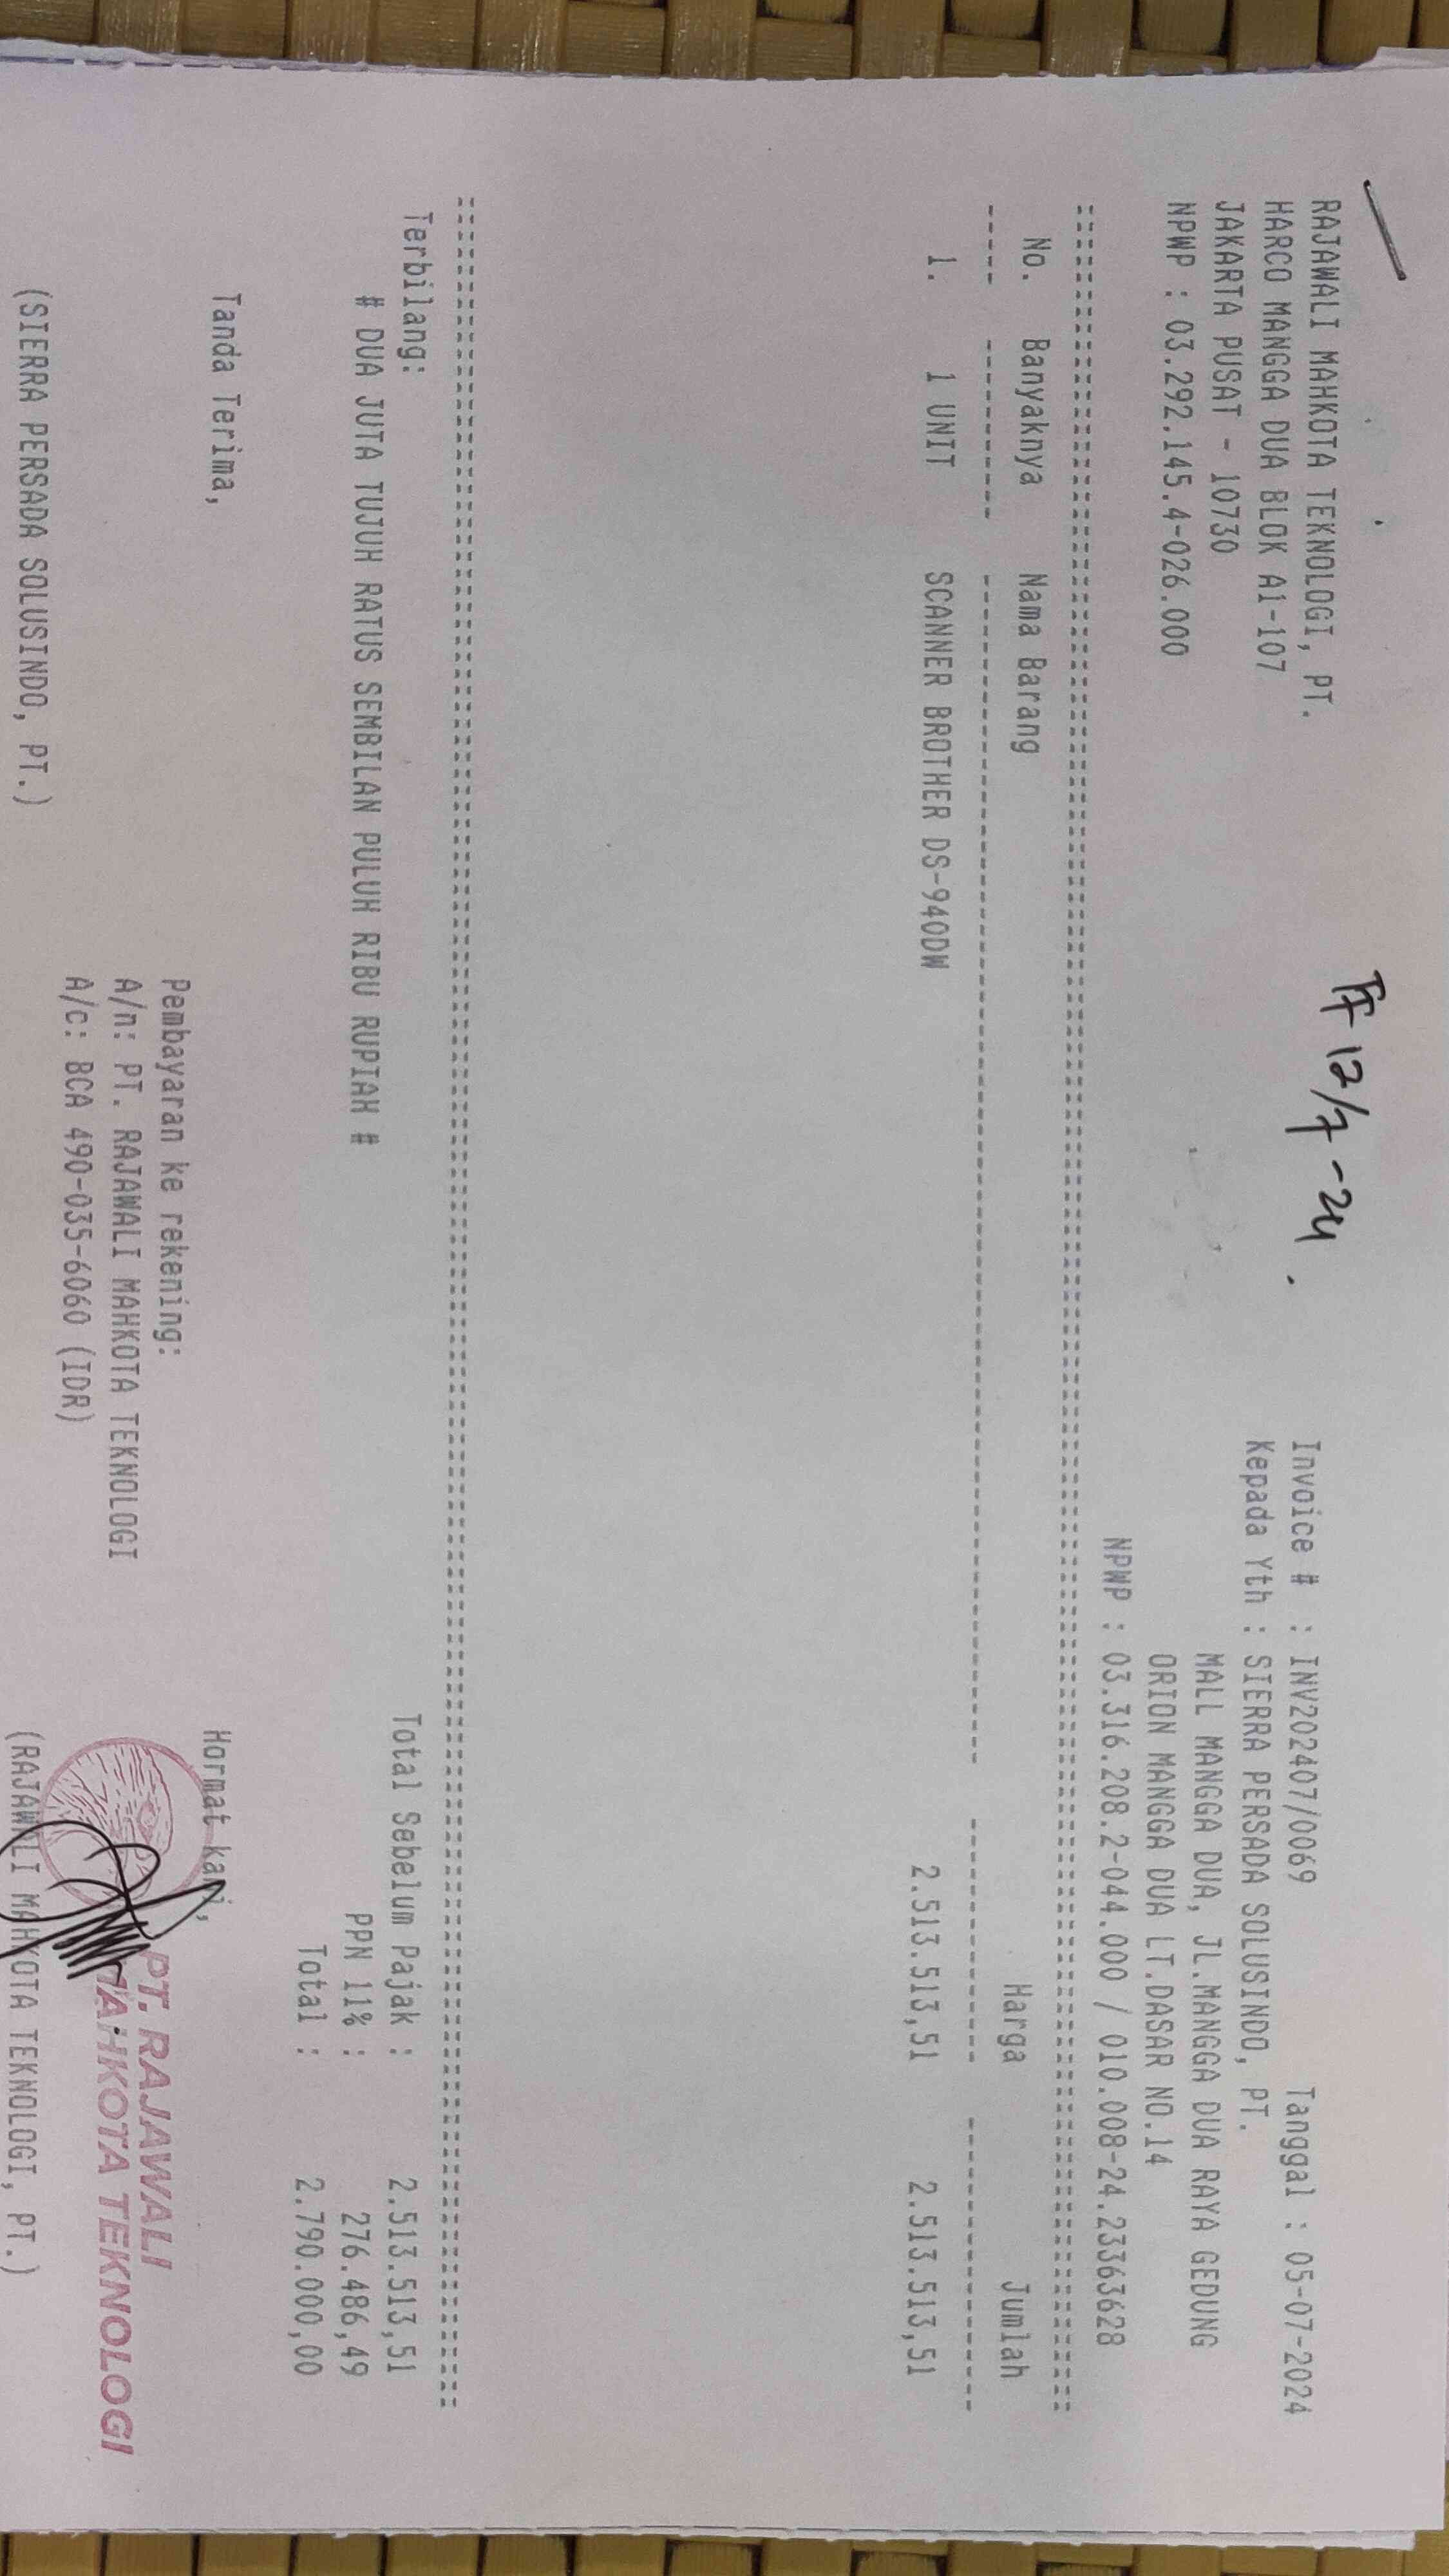 RAJAWALI MAHKOTA TEKNOLOGI, PT.
HARCO MANGGA DUA BLOK A1-107
JAKARTA PUSAT - 10730
NPWP : 03.292.145.4-026.000
TF 12/7-24.
Invoice # : INV202407/0069 Tanggal : 05-07-2024
Kepada Yth : SIERRA PERSADA SOLUSINDO, PT.
MALL MANGGA DUA, JL.MANGGA DUA RAYA GEDUNG
ORION MANGGA DUA LT.DASAR NO.14
NPWP : 03.316.208.2-044.000 / 010.008-24.23363628
No. Banyaknya Nama Barang Harga Jumlah
1. 1 UNIT SCANNER BROTHER DS-940DW 2.513.513,51 2.513.513,51
Terbilang: Total Sebelum Pajak : 2.513.513,51
# DUA JUTA TUJUH RATUS SEMBILAN PULUH RIBU RUPIAH # PPN 11% : 276.486,49
Total : 2.790.000,00
Tanda Terima, Hormat kami,
Pembayaran ke rekening:
A/n: PT. RAJAWALI MAHKOTA TEKNOLOGI
A/c: BCA 490-035-6060 (IDR)
PT. RAJAWALI
MAHKOTA TEKNOLOGI
(SIERRA PERSADA SOLUSINDO, PT.) (RAJAWALI MAHKOTA TEKNOLOGI, PT.)